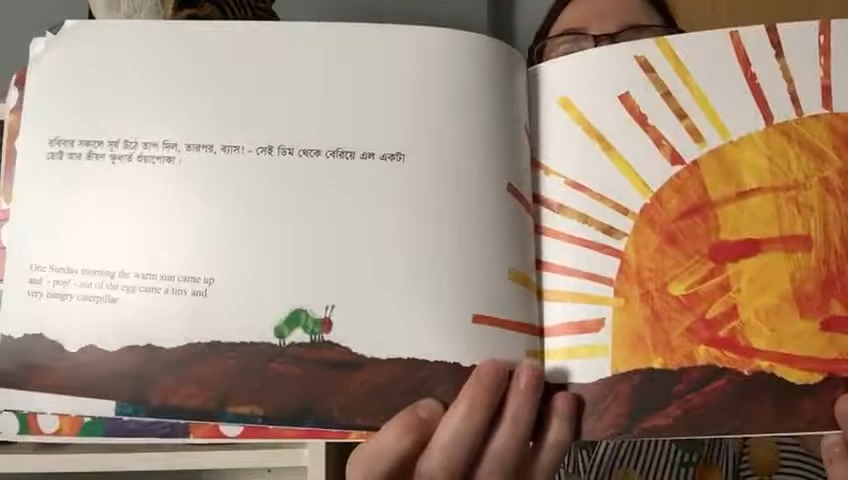 রবিবার সকালে সূর্য উঠে তাপ দিল, তারপর, ব্যাস! - সেই ডিম থেকে বেরিয়ে এল একটা
ছোট্ট আর ভীষণ ক্ষুধার্ত শুঁয়াপোকা।
One Sunday morning the warm sun came up
and - pop! - out of the egg came a tiny and
very hungry caterpillar